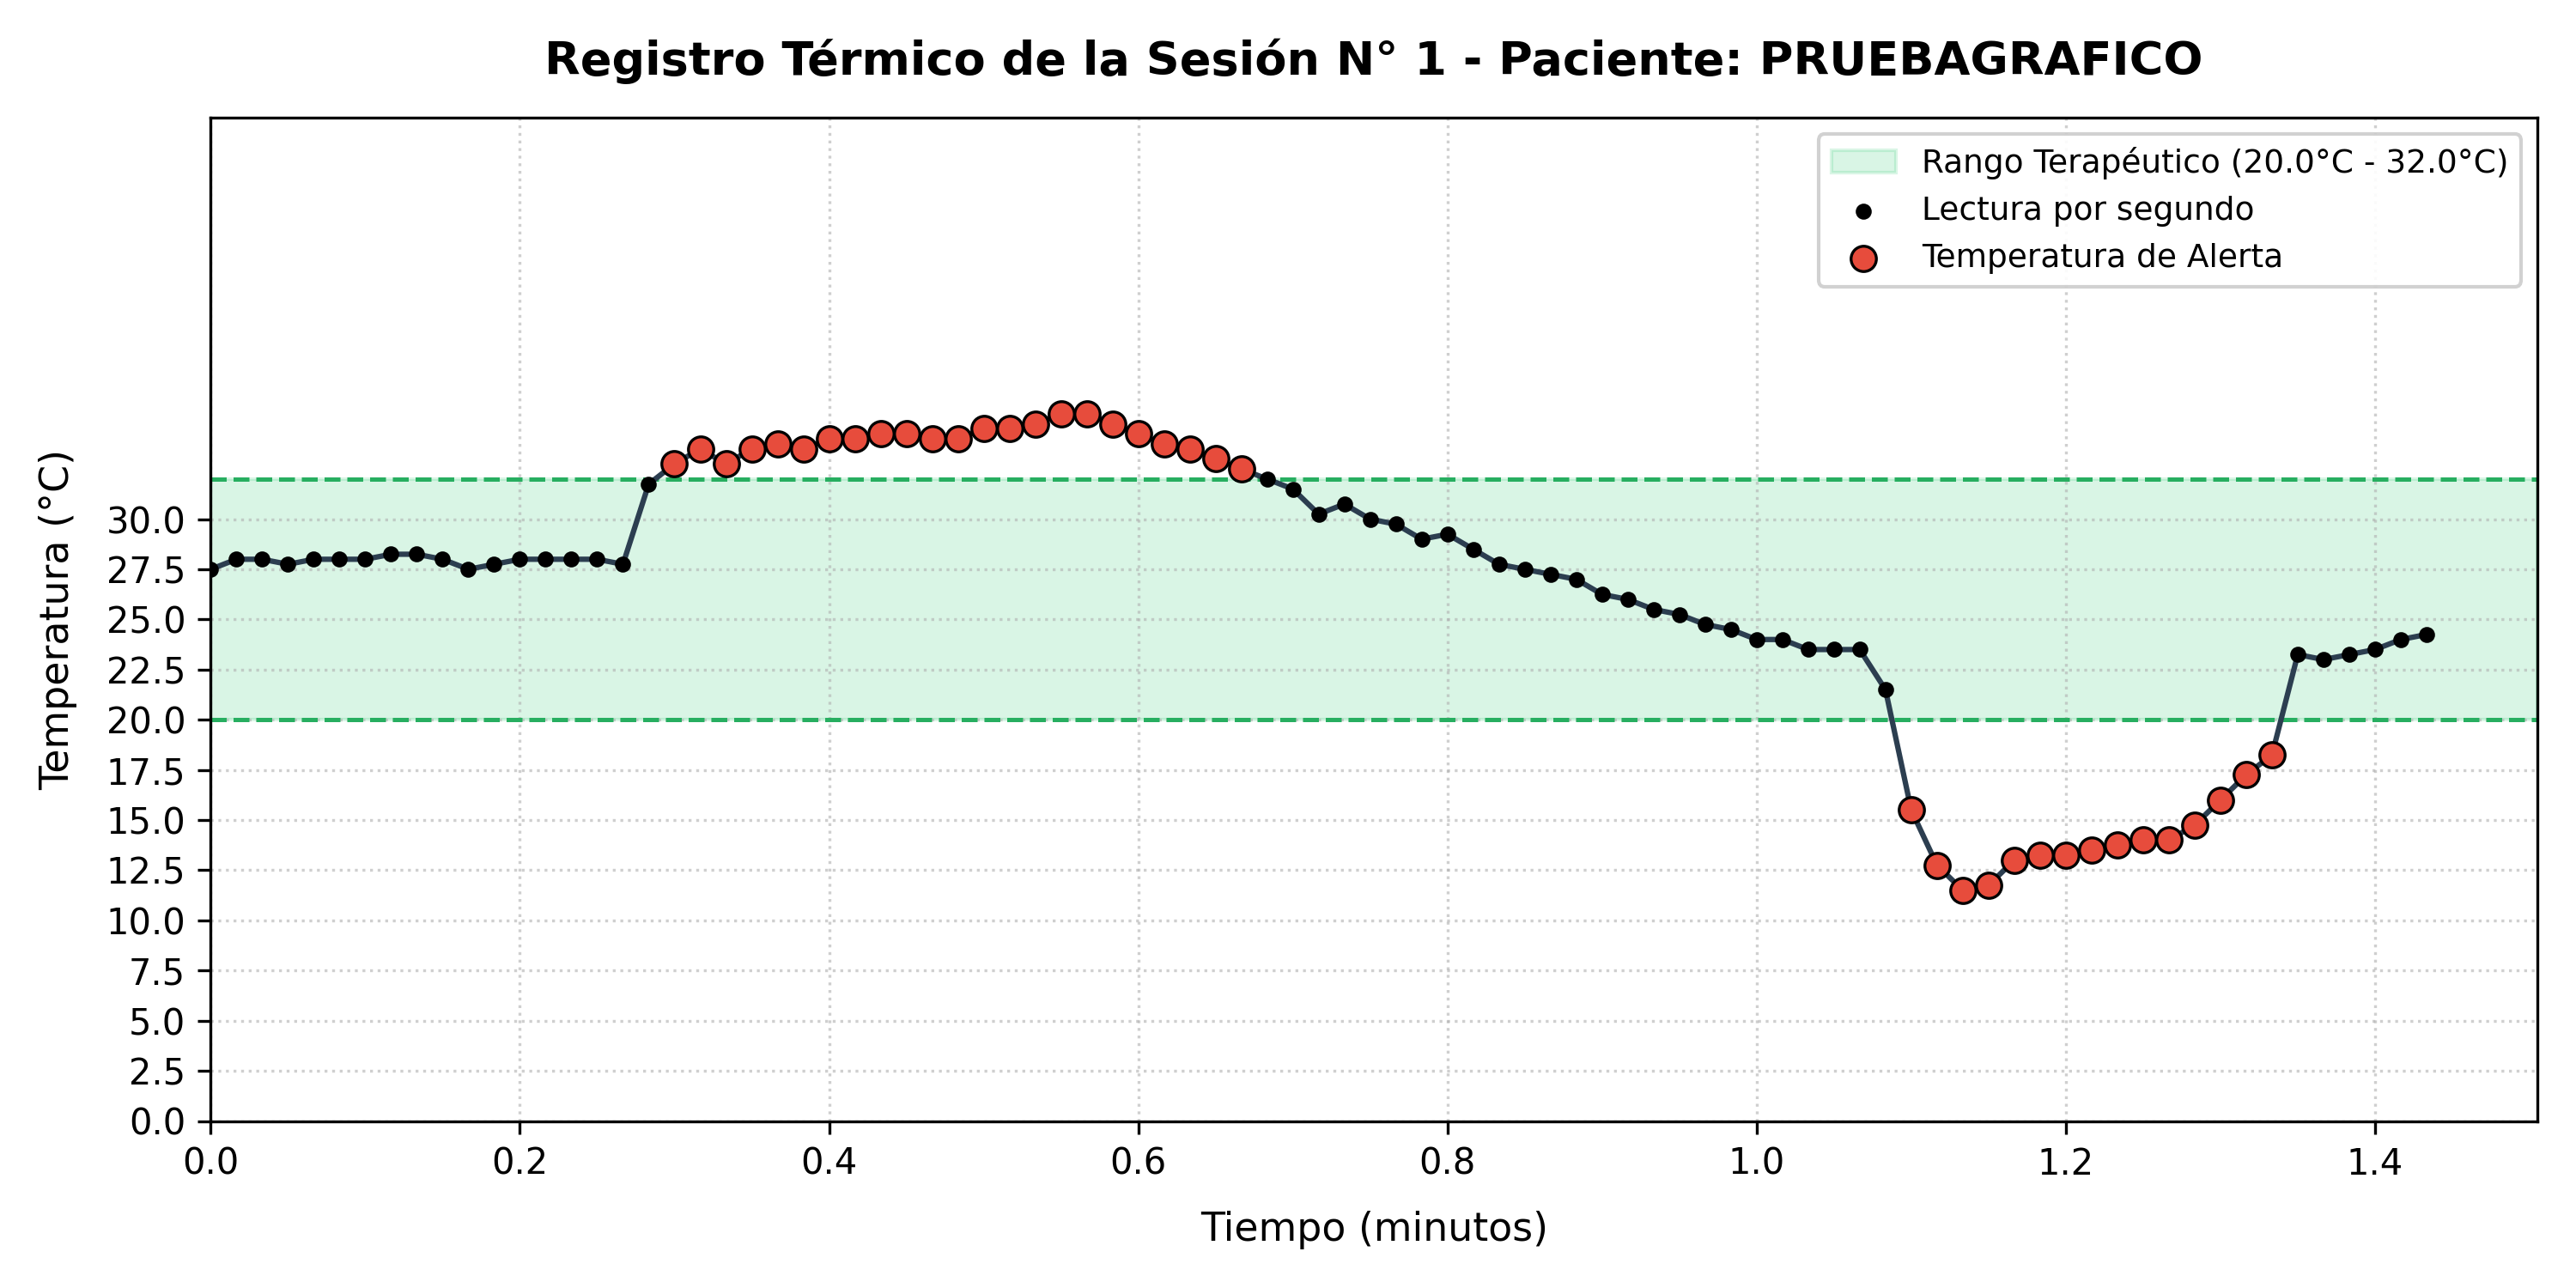 Registro Térmico de la Sesión N° 1 - Paciente: PRUEBAGRAFICO
Rango Terapéutico (20.0°C - 32.0°C)
Lectura por segundo
Temperatura de Alerta
Temperatura (°C)
30.0
27.5
25.0
22.5
20.0
17.5
15.0
12.5
10.0
7.5
5.0
2.5
0.0
0.0 0.2 0.4 0.6 0.8 1.0 1.2 1.4
Tiempo (minutos)